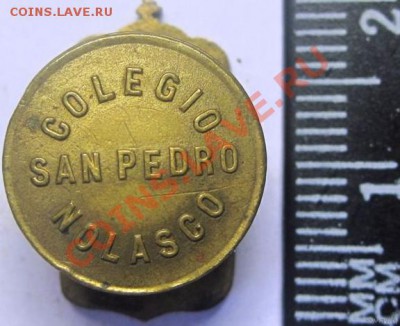 COINS.LAVE.RU
COLEGIO
SAN PEDRO
NOLASCO
COINS.LAVE.RU
2
1
MM
CM